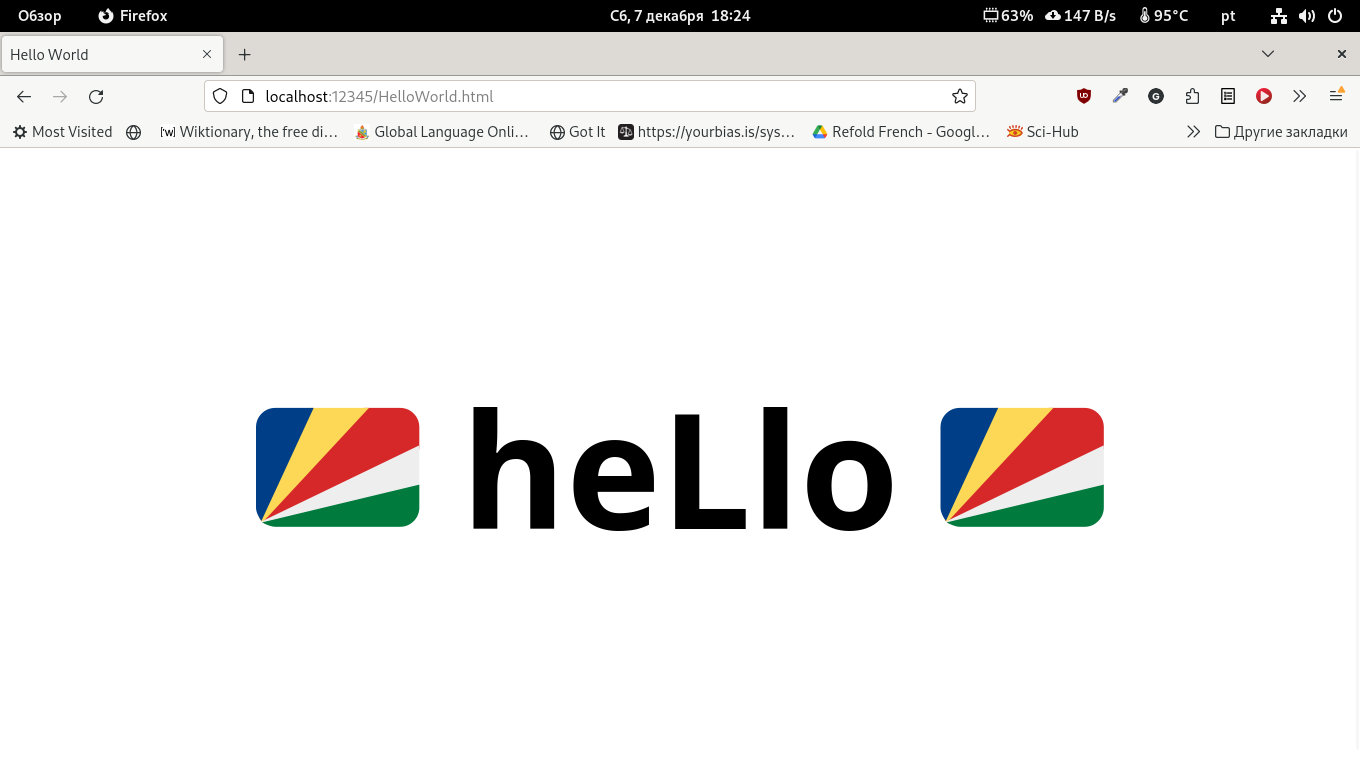 Обзор Firefox Сб, 7 декабря 18:24 63% 147 B/s 95°C pt
Hello World
localhost:12345/HelloWorld.html
Most Visited Wiktionary, the free di… Global Language Onli… Got It https://yourbias.is/sys… Refold French - Googl… Sci-Hub Другие закладки
heLlo